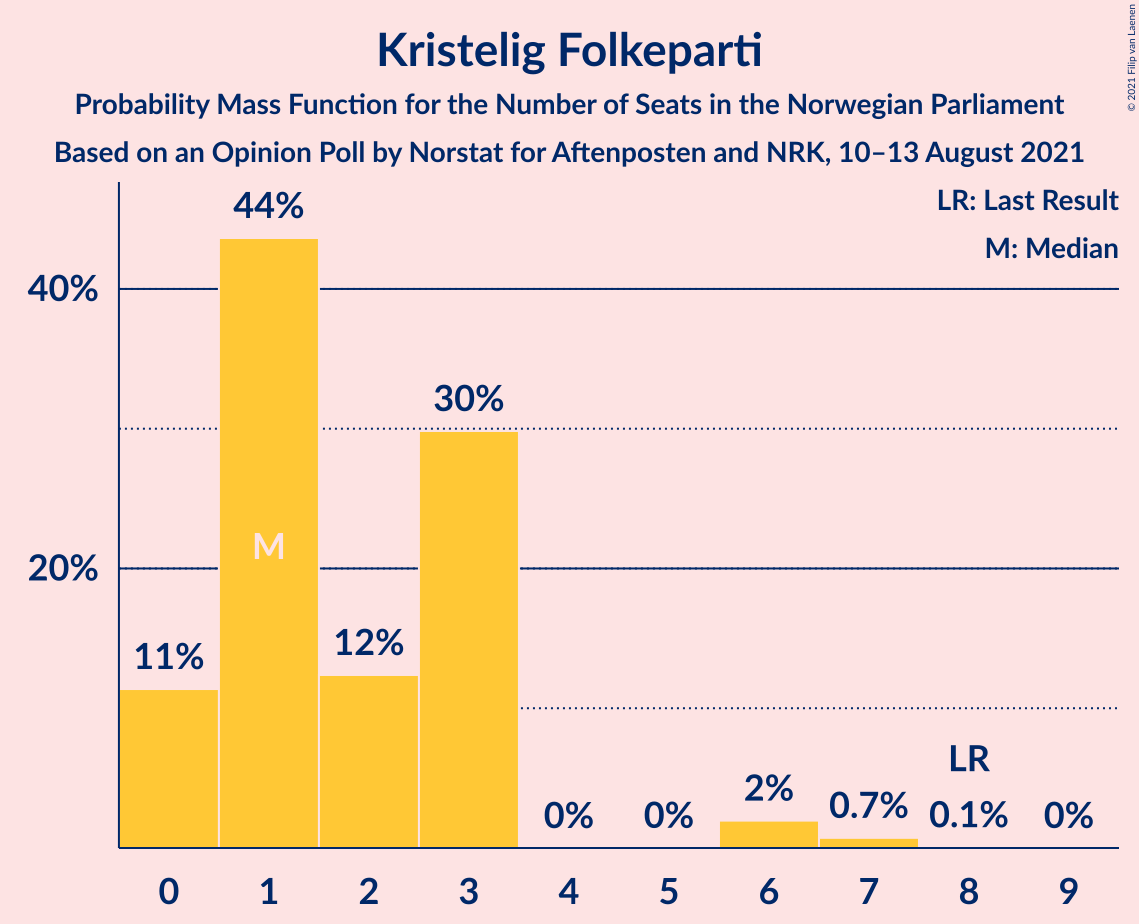 © 2021 Filip van Laenen
Kristelig Folkeparti
Probability Mass Function for the Number of Seats in the Norwegian Parliament
Based on an Opinion Poll by Norstat for Aftenposten and NRK, 10–13 August 2021
LR: Last Result
M: Median
44%
40%
30%
M
20%
11%
12%
LR
0%
0%
2%
0.7%
0.1%
0%
0 1 2 3 4 5 6 7 8 9